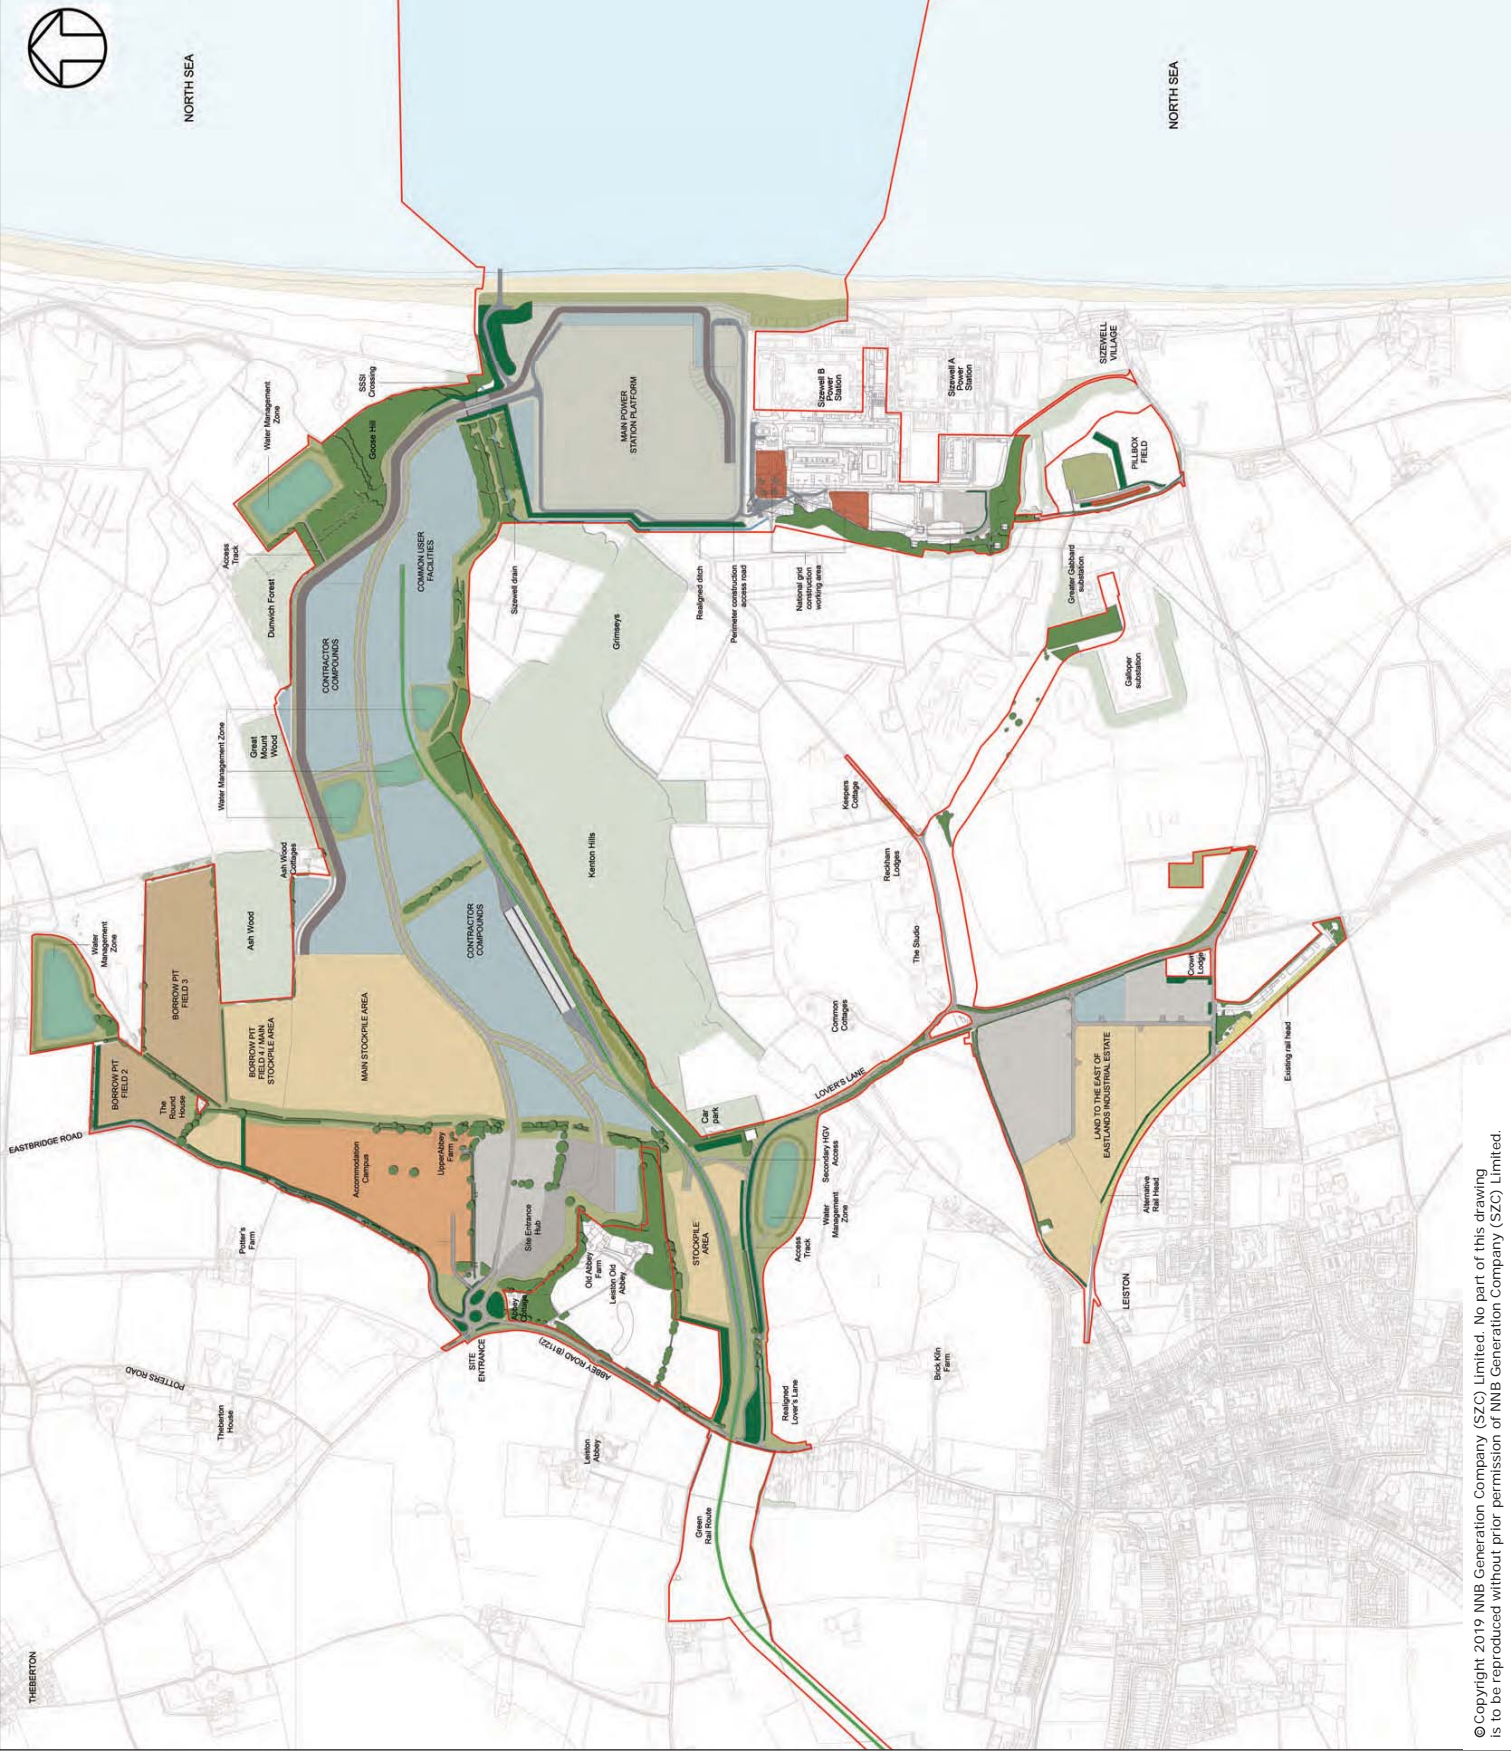 THEBERTON
EASTBRIDGE ROAD
POTTERS ROAD
Theberton
House
Potter's
Farm
BORROW PIT
FIELD 2
The
Round
House
Water
Management
Zone
BORROW PIT
FIELD 3
BORROW PIT
FIELD 4 / MAIN
STOCKPILE AREA
Ash Wood
Ash Wood
Cottages
MAIN STOCKPILE AREA
Accommodation
Campus
Upper Abbey
Farm
Water Management Zone
Great
Mount
Wood
Dunwich Forest
Access
Track
Water Management
Zone
NORTH SEA
SSSI
Crossing
Goose Hill
CONTRACTOR
COMPOUNDS
COMMON USER
FACILITIES
CONTRACTOR
COMPOUNDS
SITE
ENTRANCE
Abbey
Cottage
Site Entrance
Hub
ABBEY ROAD (B1122)
Leiston
Abbey
Old Abbey
Farm
Leiston Old
Abbey
Kenton Hills
Grimseys
Sizewell drain
MAIN POWER
STATION PLATFORM
Green
Rail Route
STOCKPILE
AREA
Car
park
Realigned ditch
Perimeter construction
access road
National grid
construction
working area
Realigned
Lover's Lane
Access
Track
Water
Management
Zone
Secondary HGV
Access
LOVER'S LANE
Common
Cottages
Keepers
Cottage
Reckham
Lodges
The Studio
Sizewell B
Power
Station
Sizewell A
Power
Station
SIZEWELL
VILLAGE
PILLBOX
FIELD
Greater Gabbard
substation
Galloper
substation
NORTH SEA
Brick Kiln
Farm
LEISTON
Alternative
Rail Head
LAND TO THE EAST OF
EASTLANDS INDUSTRIAL ESTATE
Crown
Lodge
Existing rail head
© Copyright 2019 NNB Generation Company (SZC) Limited. No part of this drawing
is to be reproduced without prior permission of NNB Generation Company (SZC) Limited.